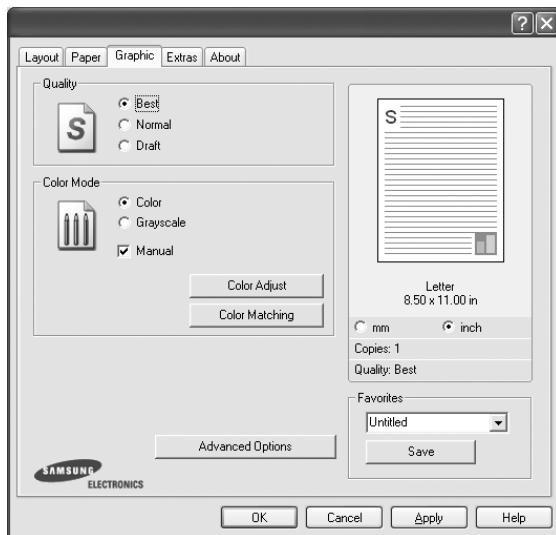 Layout Paper Graphic Extras About
Quality
S
Best
Normal
Draft
Color Mode
Color
Grayscale
Manual
Color Adjust
Color Matching
Advanced Options
SAMSUNG
ELECTRONICS
S
Letter
8.50 x 11.00 in
mm inch
Copies: 1
Quality: Best
Favorites
Untitled
Save
OK Cancel Apply Help